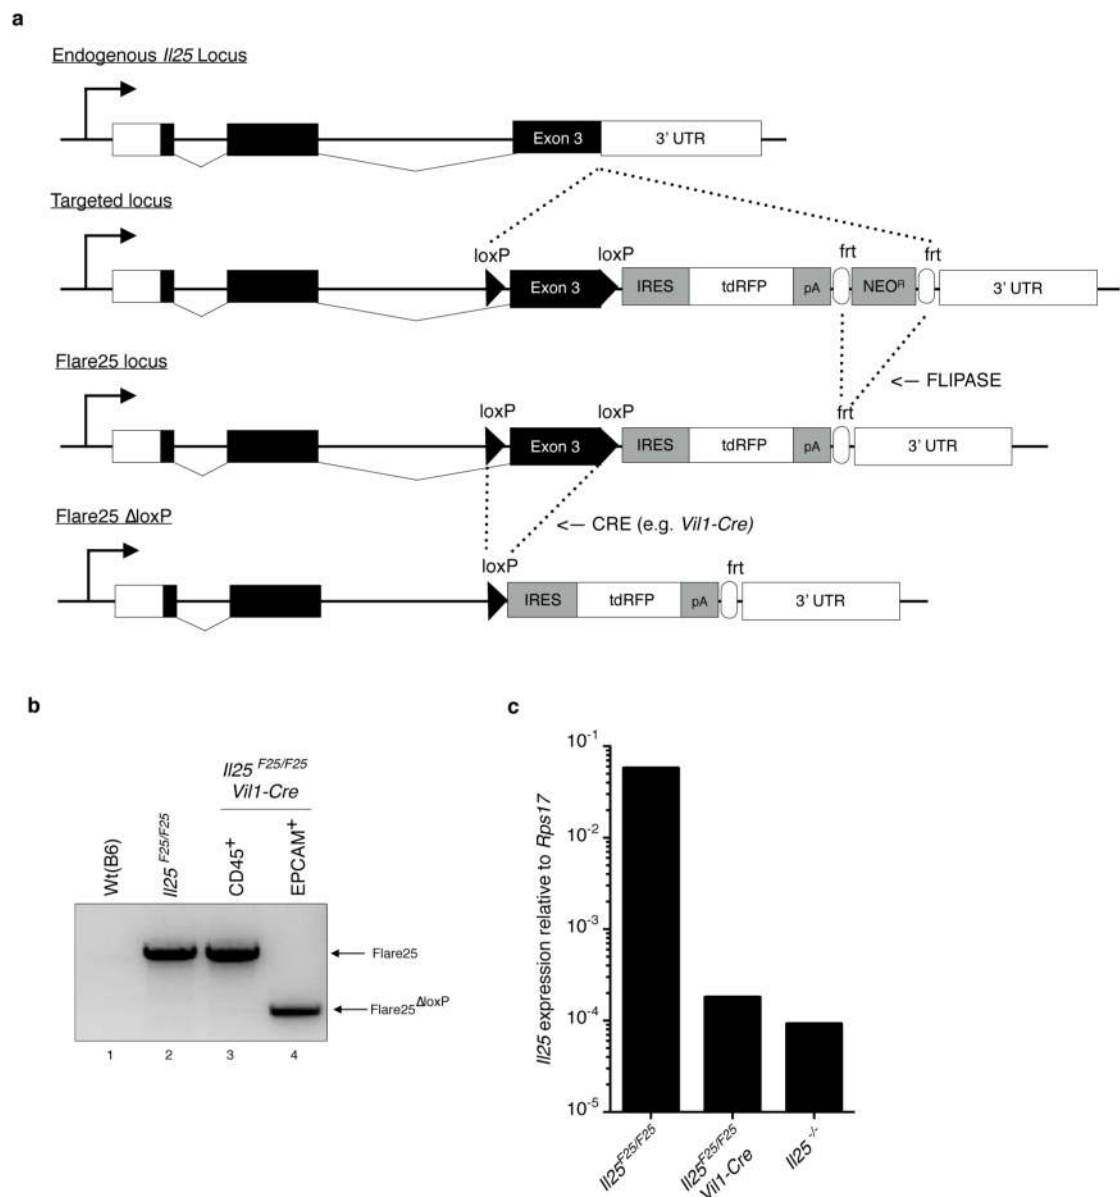 a
Endogenous Il25 Locus
Exon 3 3' UTR
Targeted locus
loxP loxP frt frt
Exon 3 IRES tdRFP pA NEOᴿ 3' UTR
Flare25 locus
<— FLIPASE
loxP loxP frt
Exon 3 IRES tdRFP pA 3' UTR
Flare25 ΔloxP
<— CRE (e.g. Vil1-Cre)
loxP frt
IRES tdRFP pA 3' UTR
b
Il25 F25/F25
Vil1-Cre
Wt(B6)
Il25 F25/F25
CD45+
EPCAM+
Flare25
Flare25ΔloxP
1 2 3 4
c
Il25 expression relative to Rps17
10-1
10-2
10-3
10-4
10-5
Il25F25/F25
Il25F25/F25
Vil1-Cre
Il25-/-